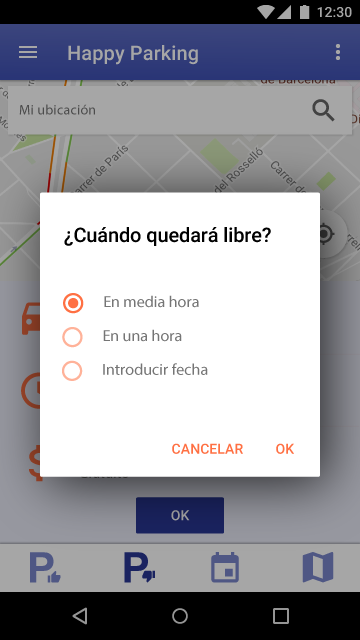 12:30
Happy Parking
de Barcelona
Mi ubicación
Carrer de París
del Rosselló
¿Cuándo quedará libre?
En media hora
En una hora
Introducir fecha
CANCELAR OK
OK
P P